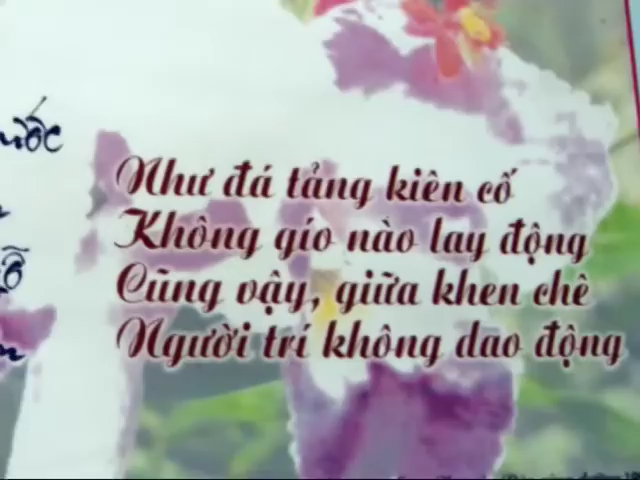 Như đá tảng kiên cố
Không gío nào lay động
Cũng vậy, giữa khen chê
Người trí không dao động